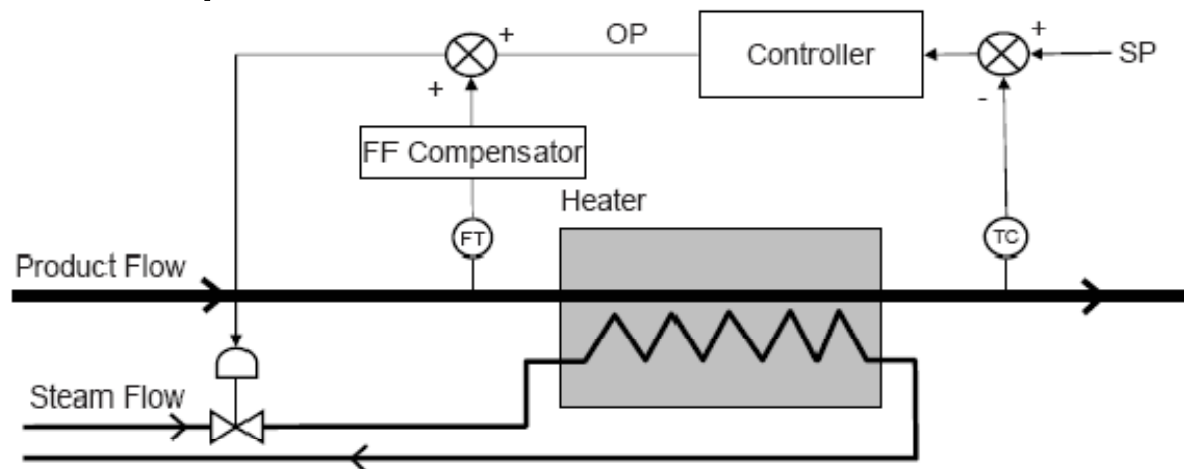 +
OP
Controller
+
SP
+
-
FF Compensator
Heater
FT
TC
Product Flow
Steam Flow